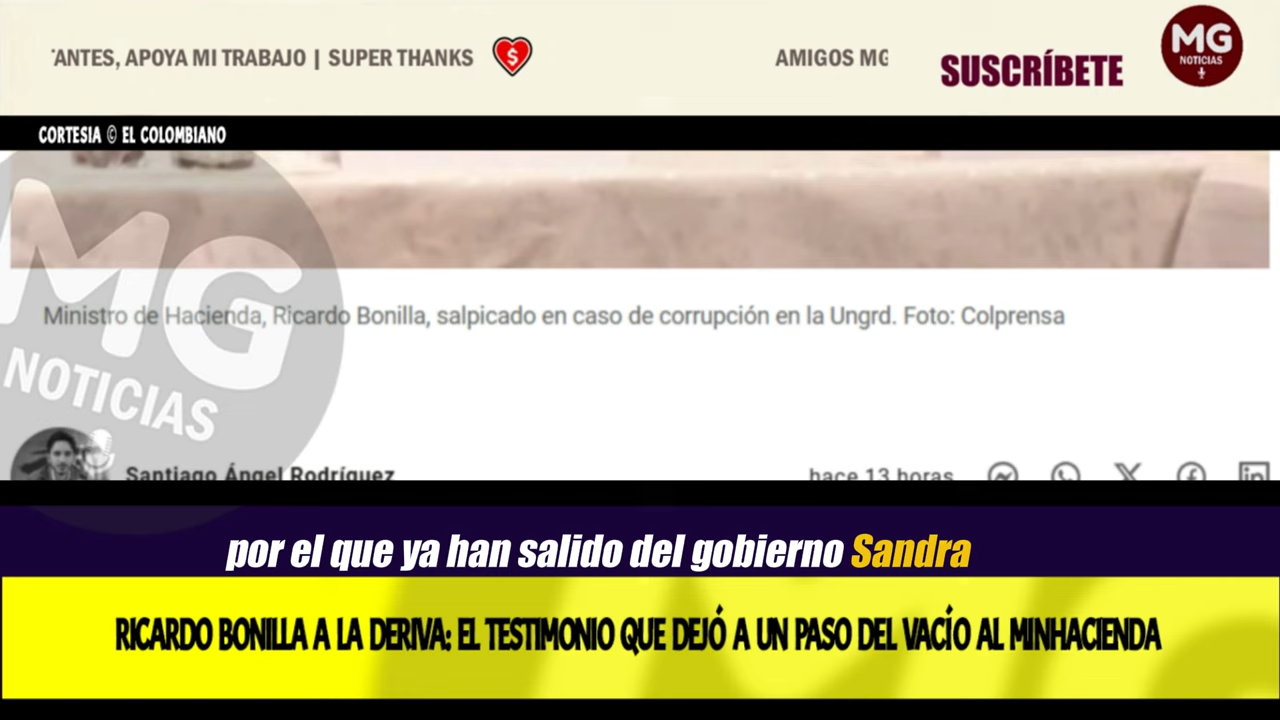 'ANTES, APOYA MI TRABAJO | SUPER THANKS
$
AMIGOS MG
SUSCRÍBETE
MG
NOTICIAS
CORTESIA © EL COLOMBIANO
MG
NOTICIAS
Ministro de Hacienda, Ricardo Bonilla, salpicado en caso de corrupción en la Ungrd. Foto: Colprensa
Santiago Ángel Rodríguez
hace 13 horas
por el que ya han salido del gobierno Sandra
RICARDO BONILLA A LA DERIVA: EL TESTIMONIO QUE DEJÓ A UN PASO DEL VACÍO AL MINHACIENDA